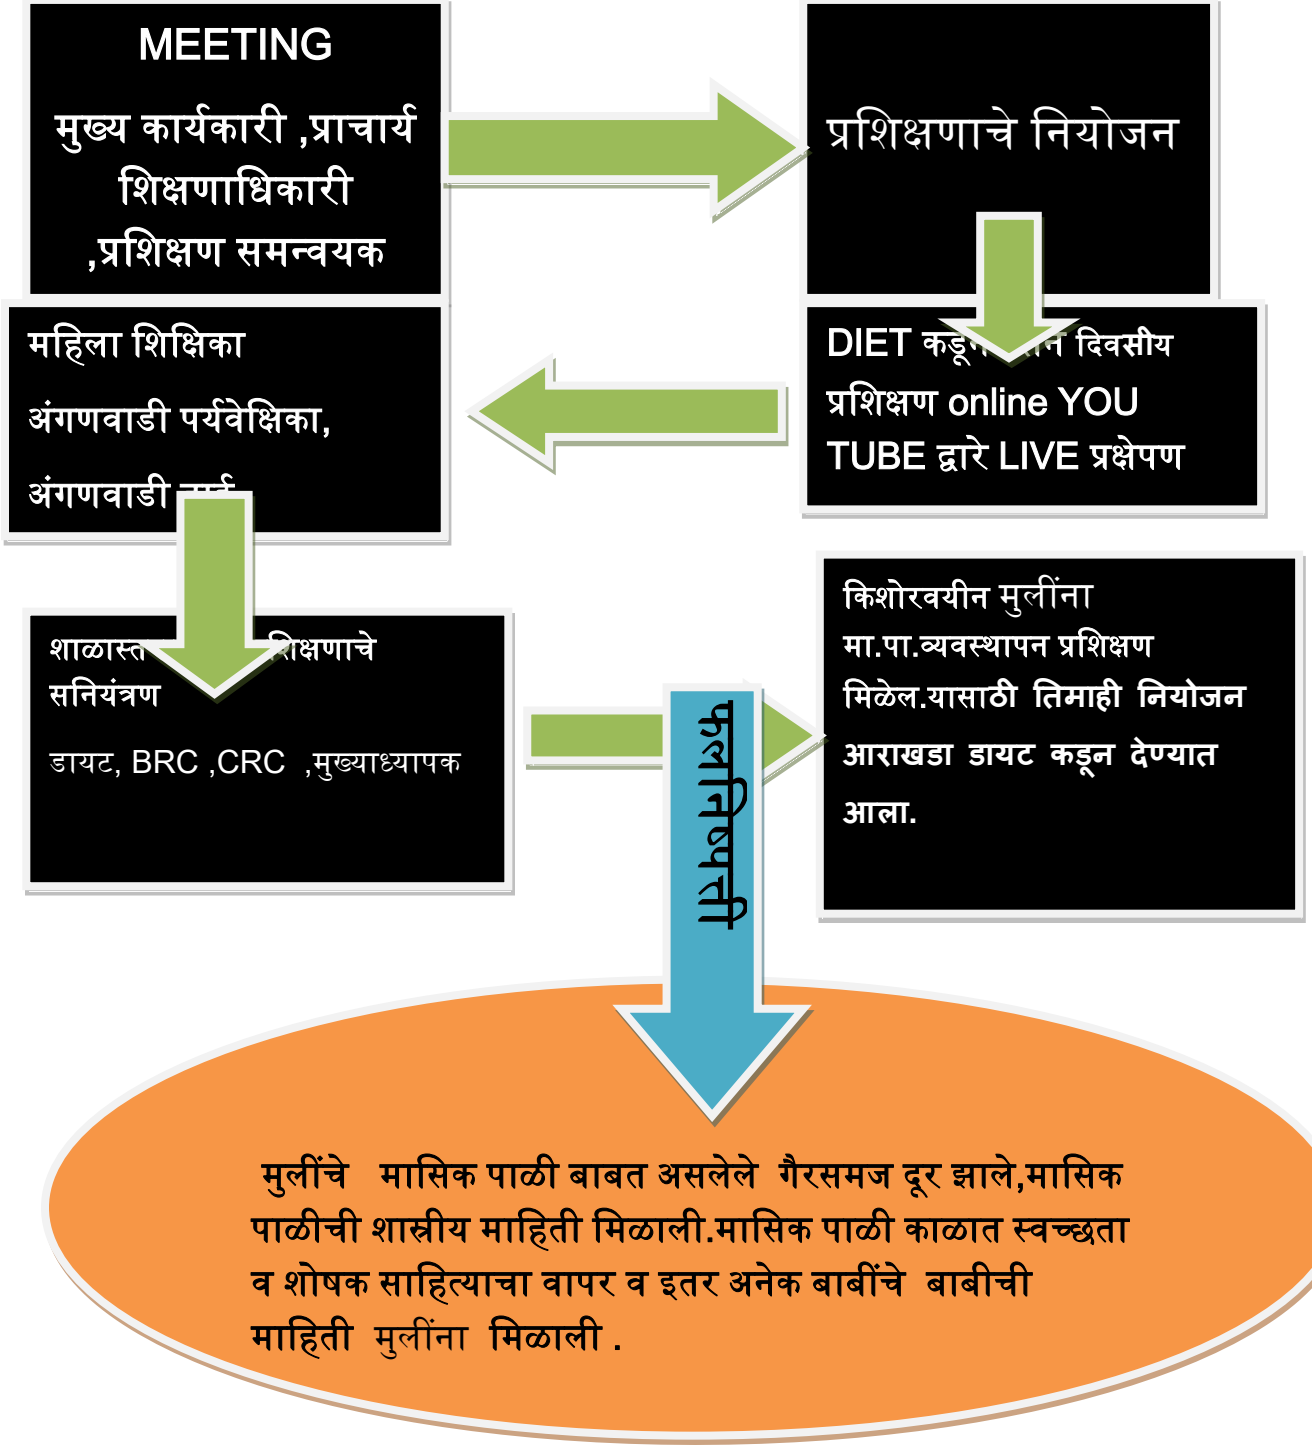 MEETING
मुख्य कार्यकारी ,प्राचार्य
शिक्षणाधिकारी
,प्रशिक्षण समन्वयक
प्रशिक्षणाचे नियोजन
DIET दिवसीय
प्रशिक्षण online YOU
TUBE द्वारे LIVE प्रक्षेपण
महिला शिक्षिका
अंगणवाडी पर्यवेक्षिका,
अंगणवाडी
सनियंत्रण
डायट, BRC ,CRC ,मुख्याध्यापक
किशोरवयीन मुलींना
मा.पा.व्यवस्थापन प्रशिक्षण
मिळेल.यासाठी तिमाही नियोजन
आराखडा डायट कडून देण्यात
आला.
फलनिष्पत्ती
मुलींचे मासिक पाळी बाबत असलेले गैरसमज दूर झाले,मासिक
पाळीची शास्रीय माहिती मिळाली.मासिक पाळी काळात स्वच्छता
व शोषक साहित्याचा वापर व इतर अनेक बाबींचे बाबीची
माहिती मुलींना मिळाली .